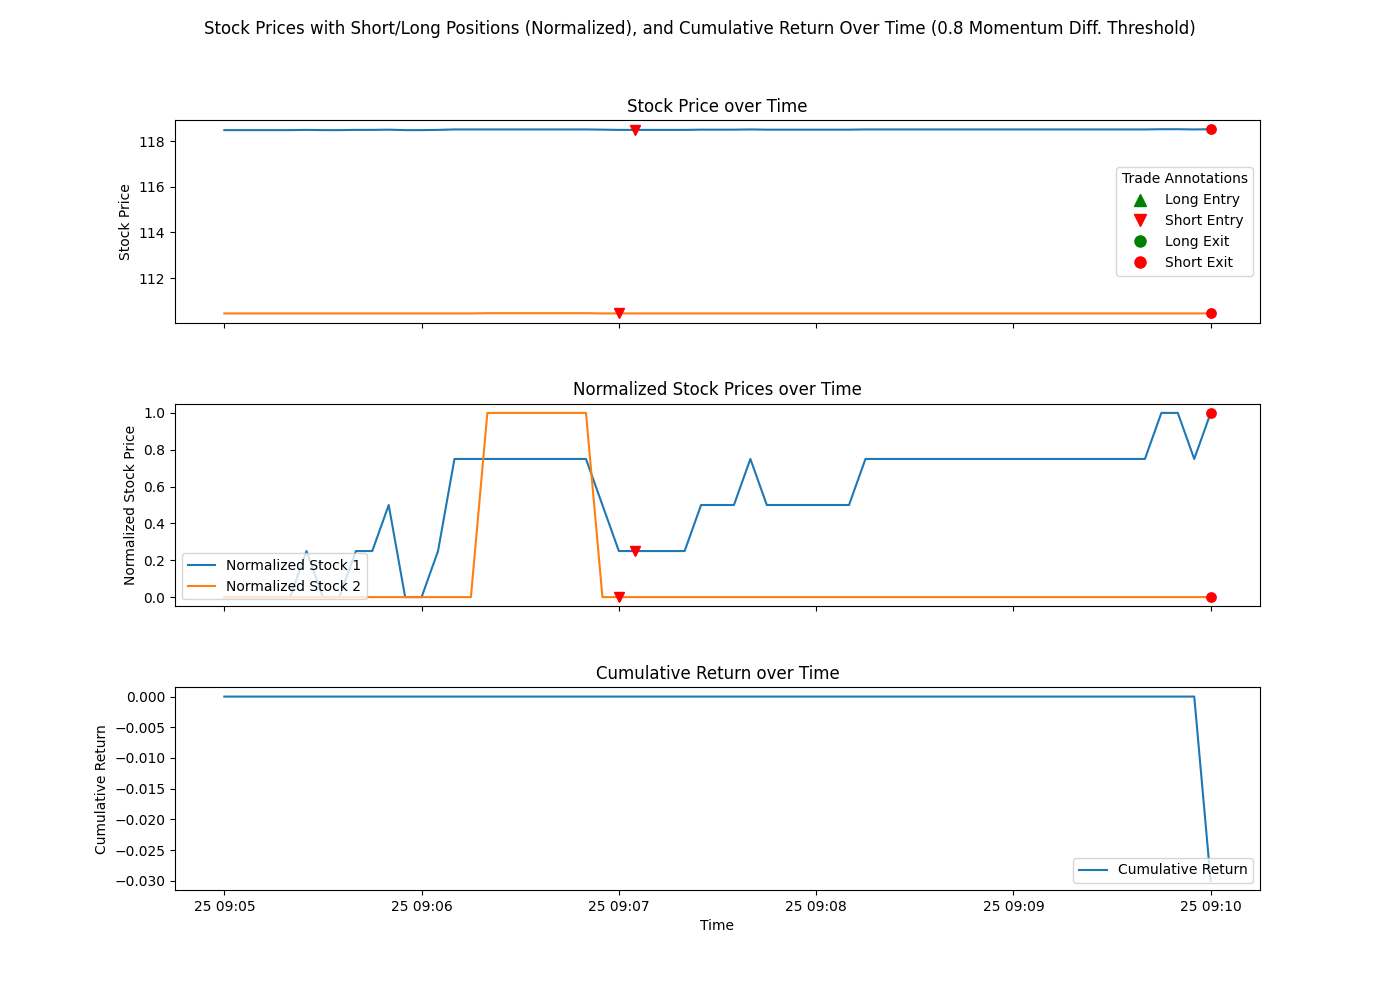 Stock Prices with Short/Long Positions (Normalized), and Cumulative Return Over Time (0.8 Momentum Diff. Threshold)
Stock Price over Time
Stock Price
118
116
114
112
Trade Annotations
Long Entry
Short Entry
Long Exit
Short Exit
Normalized Stock Prices over Time
Normalized Stock Price
1.0
0.8
0.6
0.4
0.2
0.0
Normalized Stock 1
Normalized Stock 2
Cumulative Return over Time
Cumulative Return
0.000
−0.005
−0.010
−0.015
−0.020
−0.025
−0.030
Cumulative Return
25 09:05
25 09:06
25 09:07
25 09:08
25 09:09
25 09:10
Time